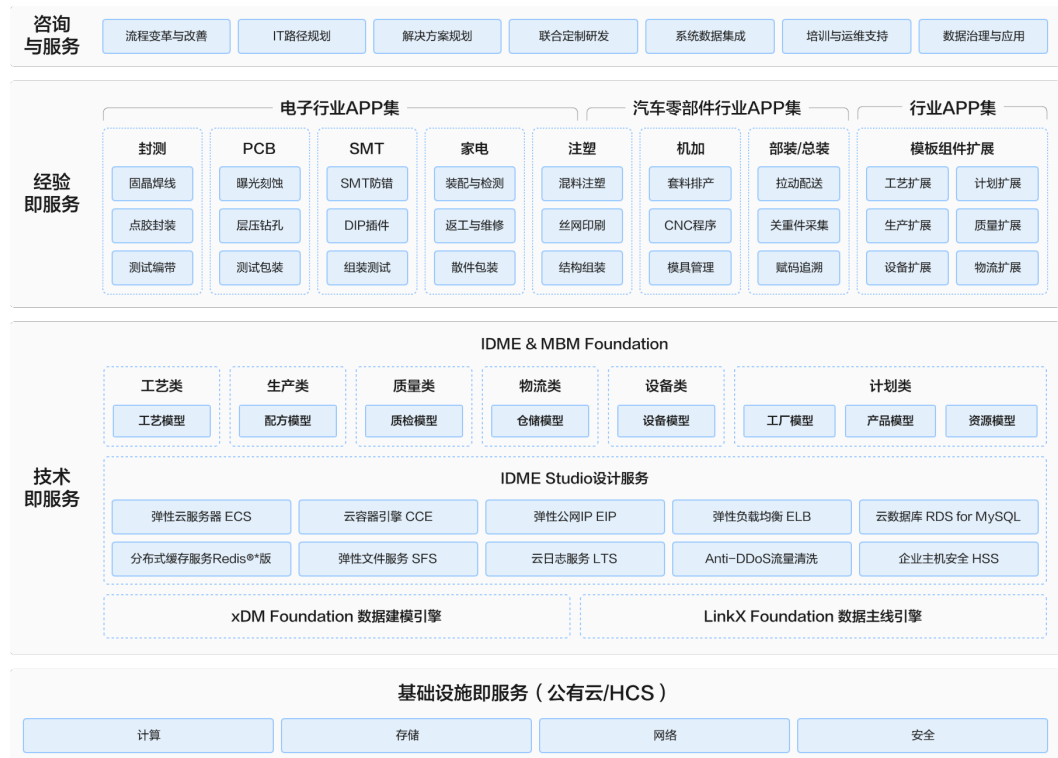 咨询
与服务
流程变革与改善 IT路径规划 解决方案规划 联合定制研发 系统数据集成 培训与运维支持 数据治理与应用
电子行业APP集 汽车零部件行业APP集 行业APP集
经验
即服务
封测 PCB SMT 家电 注塑 机加 部装/总装 模板组件扩展
固晶焊线 曝光刻蚀 SMT防错 装配与检测 混料注塑 套料排产 拉动配送 工艺扩展 计划扩展
点胶封装 层压钻孔 DIP插件 返工与维修 丝网印刷 CNC程序 关重件采集 生产扩展 质量扩展
测试编带 测试包装 组装测试 散件包装 结构组装 模具管理 赋码追溯 设备扩展 物流扩展
技术
即服务
IDME & MBM Foundation
工艺类 生产类 质量类 物流类 设备类 计划类
工艺模型 配方模型 质检模型 仓储模型 设备模型 工厂模型 产品模型 资源模型
IDME Studio设计服务
弹性云服务器 ECS 云容器引擎 CCE 弹性公网IP EIP 弹性负载均衡 ELB 云数据库 RDS for MySQL
分布式缓存服务Redis®*版 弹性文件服务 SFS 云日志服务 LTS Anti-DDoS流量清洗 企业主机安全 HSS
xDM Foundation 数据建模引擎 LinkX Foundation 数据主线引擎
基础设施即服务（公有云/HCS）
计算 存储 网络 安全